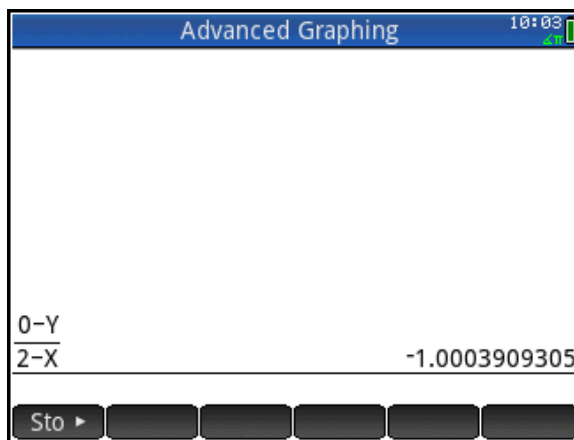 Advanced Graphing
10:03
∡π
0-Y
2-X
-1.0003909305
Sto ►